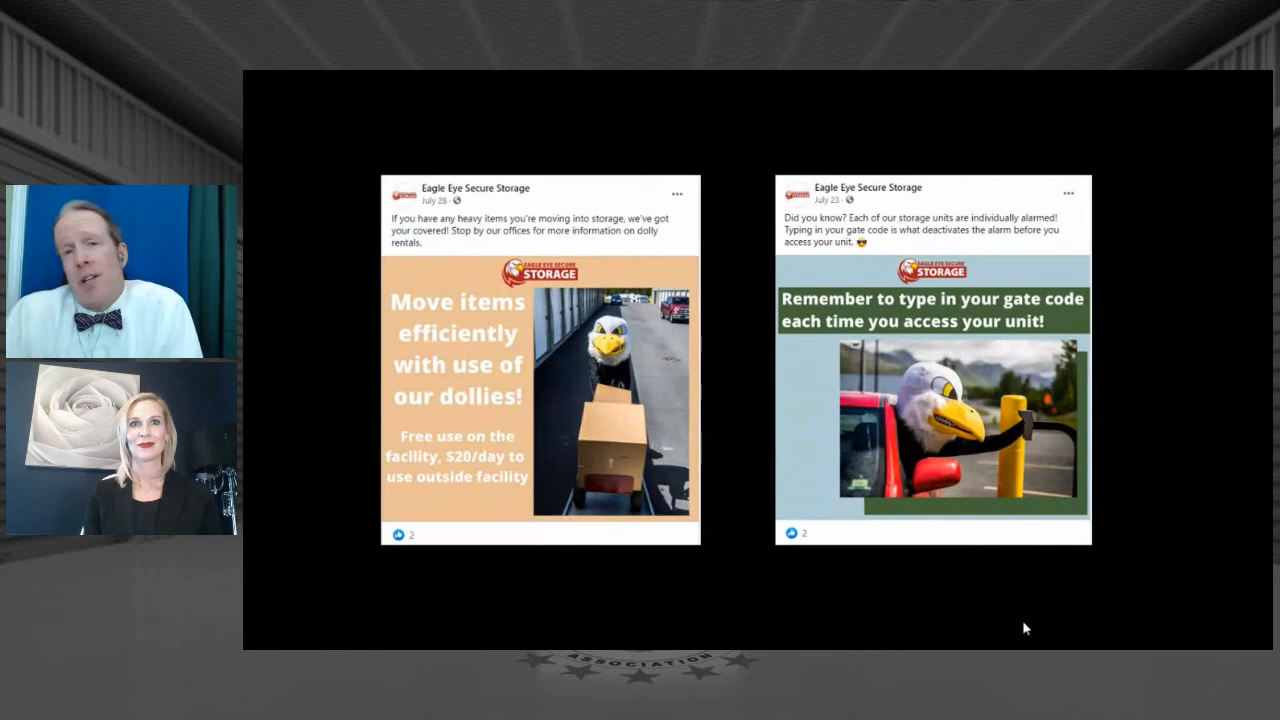 Eagle Eye Secure Storage
July 28 ·
If you have any heavy items you're moving into storage, we've got
your covered! Stop by our offices for more information on dolly
rentals.
EAGLE EYE SECURE
STORAGE
Move items
efficiently
with use of
our dollies!
Free use on the
facility, $20/day to
use outside facility
2
Eagle Eye Secure Storage
July 23 ·
Did you know? Each of our storage units are individually alarmed!
Typing in your gate code is what deactivates the alarm before you
access your unit. 😎
EAGLE EYE SECURE
STORAGE
Remember to type in your gate code
each time you access your unit!
2
ASSOCIATION